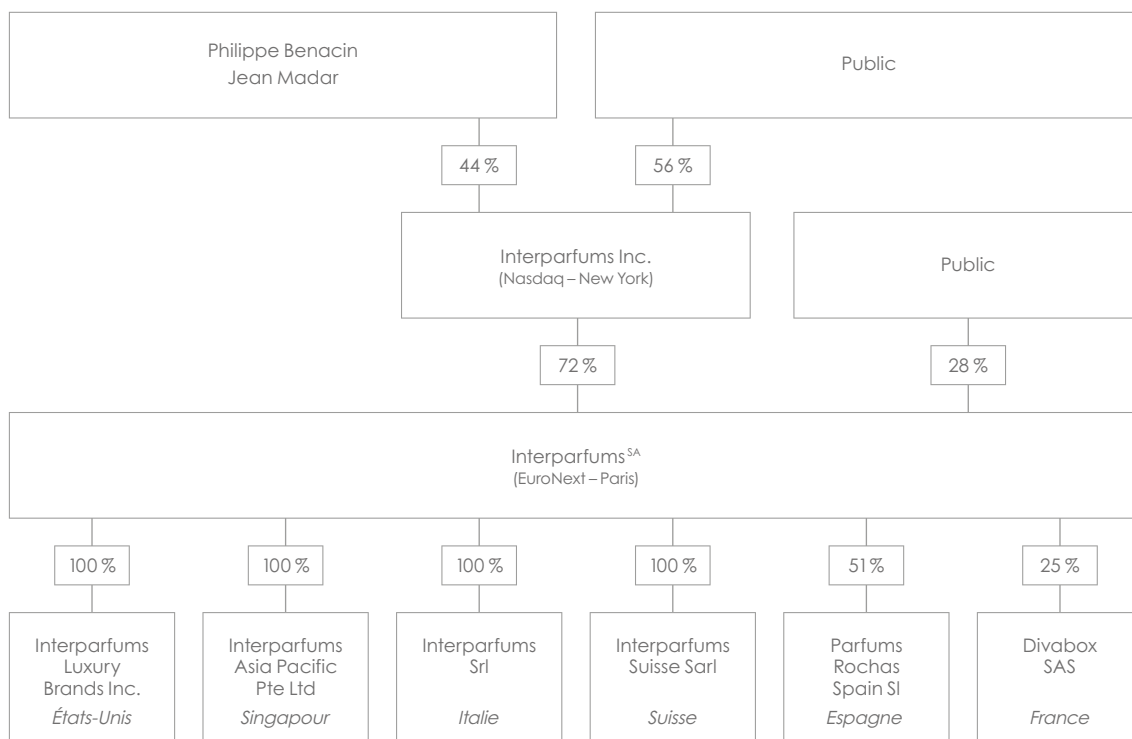 Philippe Benacin
Jean Madar
Public
44 %
56 %
Interparfums Inc.
(Nasdaq – New York)
Public
72 %
28 %
Interparfums SA
(EuroNext – Paris)
100 %
100 %
100 %
100 %
51 %
25 %
Interparfums
Luxury
Brands Inc.
États-Unis
Interparfums
Asia Pacific
Pte Ltd
Singapour
Interparfums
Srl
Italie
Interparfums
Suisse Sarl
Suisse
Parfums
Rochas
Spain Sl
Espagne
Divabox
SAS
France